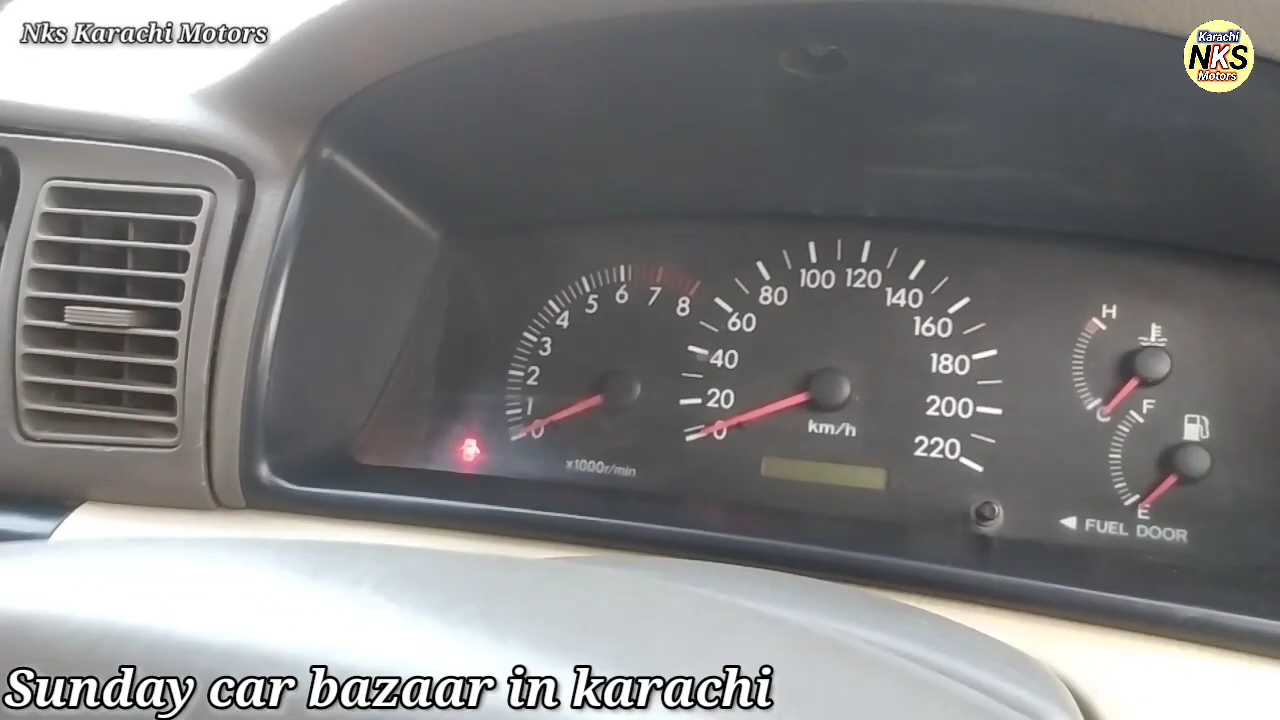 Nks Karachi Motors
Karachi
NKS
Motors
0
1
2
3
4
5
6
7
8
x1000r/min
0
20
40
60
80
100
120
140
160
180
200
220
km/h
H
C
F
E
FUEL DOOR
Sunday car bazaar in karachi